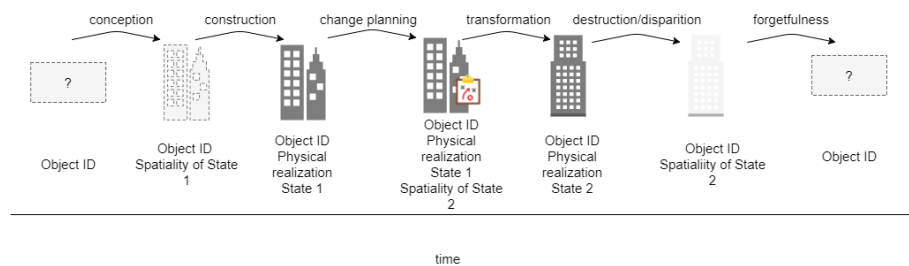 conception
construction
change planning
transformation
destruction/disparition
forgetfulness
?
?
Object ID
Object ID
Spatiality of State
1
Object ID
Physical
realization
State 1
Object ID
Physical
realization
State 1
Spatiality of State
2
Object ID
Physical
realization
State 2
Object ID
Spatialiity of State
2
Object ID
time